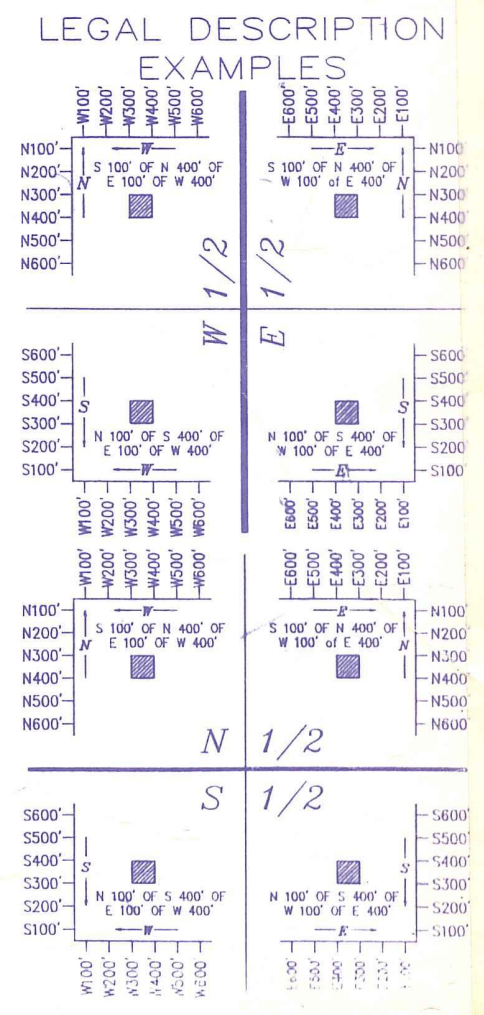 LEGAL DESCRIPTION
EXAMPLES
W100' W200' W300' W400' W500' W600'
E600' E500' E400' E300' E200' E100'
W
E
N100'
N200'
N300'
N400'
N500'
N600'
N
S 100' OF N 400' OF
E 100' OF W 400'
S 100' OF N 400' OF
W 100' of E 400'
N
N100'
N200'
N300'
N400'
N500'
N600'
W 1/2
E 1/2
S600'
S500'
S400'
S300'
S200'
S100'
S
N 100' OF S 400' OF
E 100' OF W 400'
W
N 100' OF S 400' OF
W 100' OF E 400'
E
S
S600'
S500'
S400'
S300'
S200'
S100'
W100' W200' W300' W400' W500' W600'
E600' E500' E400' E300' E200' E100'
W100' W200' W300' W400' W500' W600'
E600' E500' E400' E300' E200' E100'
W
E
N100'
N200'
N300'
N400'
N500'
N600'
N
S 100' OF N 400' OF
E 100' OF W 400'
S 100' OF N 400' OF
W 100' of E 400'
N
N100'
N200'
N300'
N400'
N500'
N600'
N 1/2
S 1/2
S600'
S500'
S400'
S300'
S200'
S100'
S
N 100' OF S 400' OF
E 100' OF W 400'
W
N 100' OF S 400' OF
W 100' OF E 400'
E
S
S600'
S500'
S400'
S300'
S200'
S100'
W100' W200' W300' W400' W500' W600'
E600' E500' E400' E300' E200' E100'